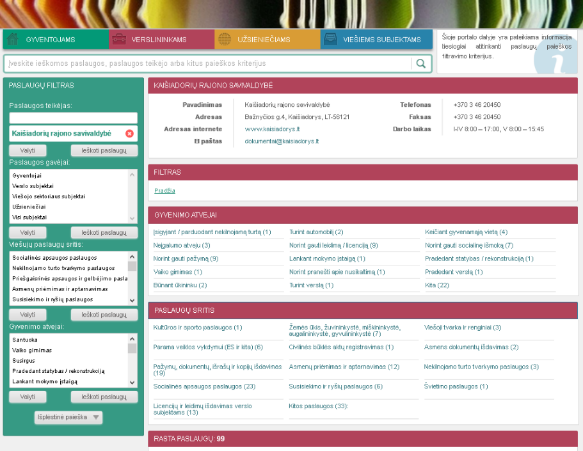 GYVENTOJAMS
VERSLININKAMS
UŽSIENIEČIAMS
VIEŠIEMS SUBJEKTAMS
Šioje portalo dalyje yra pateikiama informacija
tiesiogiai atitinkanti paslaugų paieškos
filtravimo kriterijus.
Įveskite ieškomos paslaugos, paslaugos teikėjo arba kitus paieškos kriterijus
PASLAUGŲ FILTRAS
Paslaugos teikėjas:
Kaišiadorių rajono savivaldybė
Valyti
Ieškoti paslaugų
Paslaugos gavėjai:
Gyventojai
Verslo subjektai
Viešojo sektoriaus subjektai
Užsieniečiai
Visi subjektai
Valyti
Ieškoti paslaugų
Viešųjų paslaugų sritis:
Socialinės apsaugos paslaugos
Nekilnojamo turto tvarkymo paslaugos
Priešgaisrinės apsaugos ir gelbėjimo pasla
Asmenų priėmimas ir aptarnavimas
Susisiekimo ir ryšių paslaugos
Valyti
Ieškoti paslaugų
Gyvenimo atvejai:
Santuoka
Vaiko gimimas
Susirgus
Pradedant statybas / rekonstrukciją
Lankant mokymo įstaigą
Valyti
Ieškoti paslaugų
Išplėstinė paieška
KAIŠIADORIŲ RAJONO SAVIVALDYBĖ
Pavadinimas Kaišiadorių rajono savivaldybė Telefonas +370 3 46 20450
Adresas Bažnyčios g.4, Kaišiadorys, LT-56121 Faksas +370 3 46 20450
Adresas internete www.kaisiadorys.lt Darbo laikas I-IV 8:00 – 17:00, V 8:00 – 15:45
El paštas dokumentai@kaisiadorys.lt
FILTRAS
Pradžia
GYVENIMO ATVEJAI
Įsigyjant / parduodant nekilnojamą turtą (1) Turint automobilį (2) Keičiant gyvenamąją vietą (4)
Neįgalumo atveju (3) Norint gauti leidimą / licenciją (9) Norint gauti socialinę išmoką (7)
Norint gauti pažymą (9) Lankant mokymo įstaigą (1) Pradedant statybas / rekonstrukciją (1)
Vaiko gimimas (1) Norint pranešti apie nusikaltimą (1) Pradedant verslą (1)
Būnant ūkininku (2) Turint verslą (1) Kita (22)
PASLAUGŲ SRITIS
Kultūros ir sporto paslaugos (1) Žemės ūkis, žuvininkystė, miškininkystė,
augalininkystė, gyvulininkystė (7) Viešoji tvarka ir renginiai (3)
Parama veiklos vykdymui (ES ir kita) (6) Civilinės būklės aktų registravimas (1) Asmens dokumentų išdavimas (2)
Pažymų, dokumentų, išrašų ir kopijų išdavimas
(19) Asmenų priėmimas ir aptarnavimas (12) Nekilnojamo turto tvarkymo paslaugos (3)
Socialinės apsaugos paslaugos (23) Susisiekimo ir ryšių paslaugos (6) Švietimo paslaugos (1)
Licencijų ir leidimų išdavimas verslo
subjektams (13) Kitos paslaugos (33)
RASTA PASLAUGŲ: 99